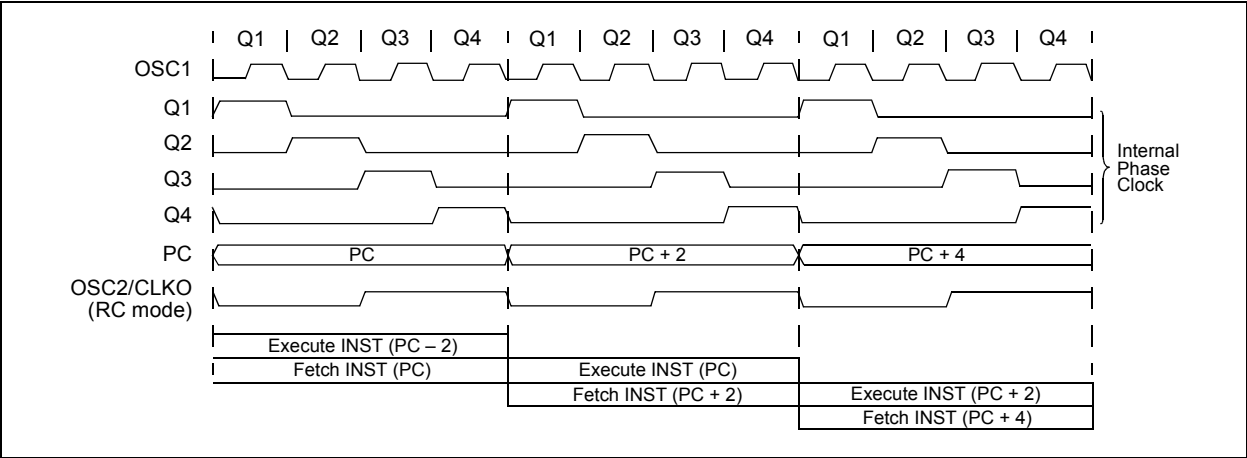 Q1 Q2 Q3 Q4 Q1 Q2 Q3 Q4 Q1 Q2 Q3 Q4
OSC1
Q1
Q2
Q3
Q4
Internal
Phase
Clock
PC PC PC + 2 PC + 4
OSC2/CLKO
(RC mode)
Execute INST (PC – 2)
Fetch INST (PC) Execute INST (PC)
Fetch INST (PC + 2) Execute INST (PC + 2)
Fetch INST (PC + 4)